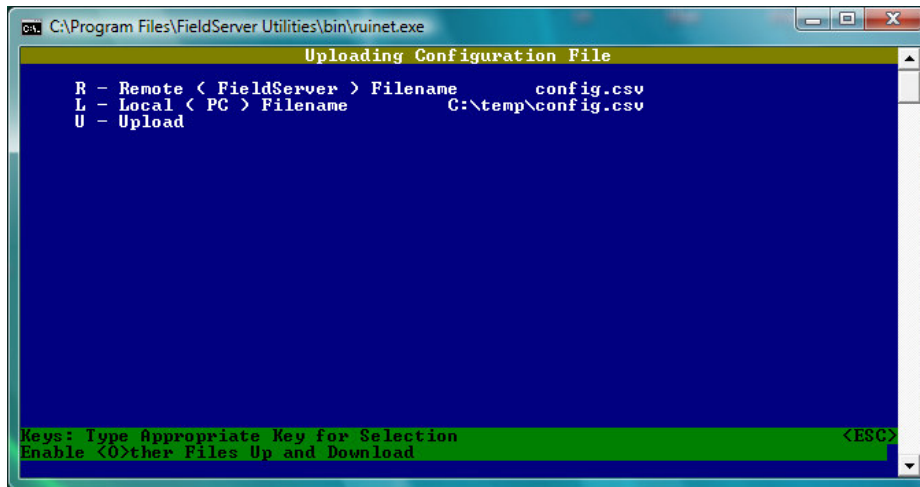 C:\Program Files\FieldServer Utilities\bin\ruinet.exe
Uploading Configuration File
R - Remote ( FieldServer ) Filename config.csv
L - Local ( PC ) Filename C:\temp\config.csv
U - Upload
Keys: Type Appropriate Key for Selection <ESC>
Enable <O>ther Files Up and Download